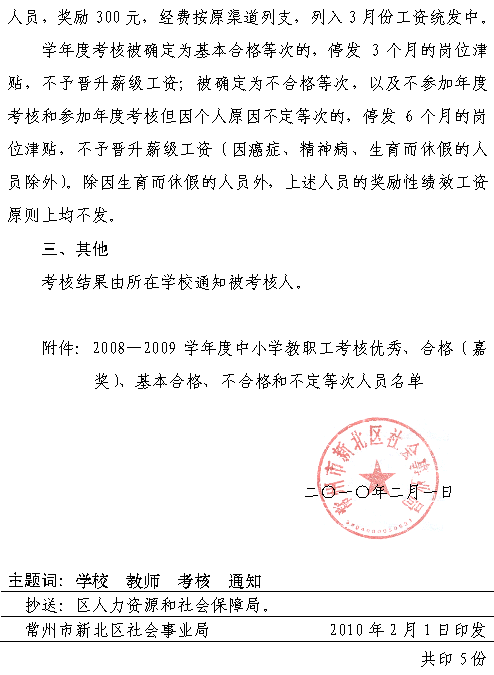 人员，奖励 300 元，经费按原渠道列支，列入 3 月份工资统发中。
学年度考核被确定为基本合格等次的，停发 3 个月的岗位津
贴，不予晋升薪级工资；被确定为不合格等次，以及不参加年度
考核和参加年度考核但因个人原因不定等次的，停发 6 个月的岗
位津贴，不予晋升薪级工资（因癌症、精神病、生育而休假的人
员除外）。除因生育而休假的人员外，上述人员的奖励性绩效工资
原则上均不发。
三、其他
考核结果由所在学校通知被考核人。
附件：2008—2009 学年度中小学教职工考核优秀、合格（嘉
奖）、基本合格、不合格和不定等次人员名单
常州市新北区社会事业局
二〇一〇年二月一日
主题词：学校 教师 考核 通知
抄送：区人力资源和社会保障局。
常州市新北区社会事业局 2010 年 2 月 1 日印发
共印 5 份